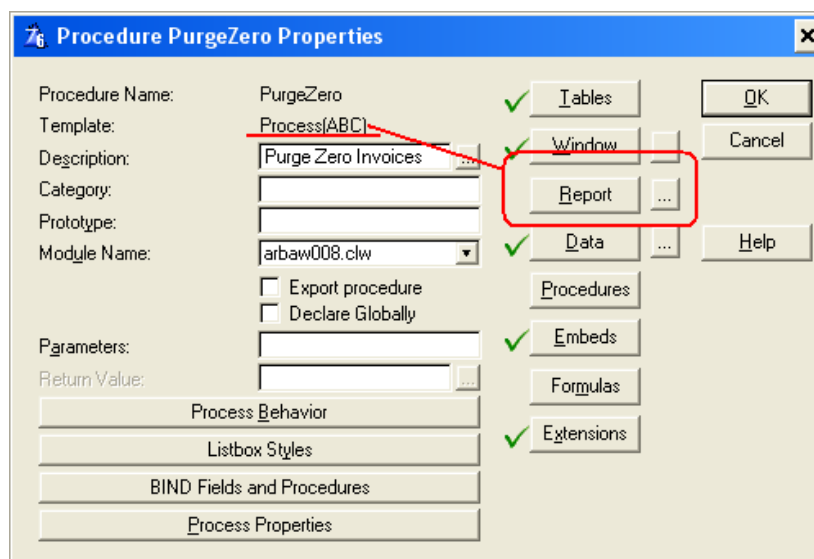 Procedure PurgeZero Properties
Procedure Name: PurgeZero
Template: Process(ABC)
Description: Purge Zero Invoices ...
Category:
Prototype:
Module Name: arbaw008.clw
Export procedure
Declare Globally
Parameters:
Return Value: ...
Process Behavior
Listbox Styles
BIND Fields and Procedures
Process Properties
Tables
Window
Report ...
Data ...
Procedures
Embeds
Formulas
Extensions
OK
Cancel
Help